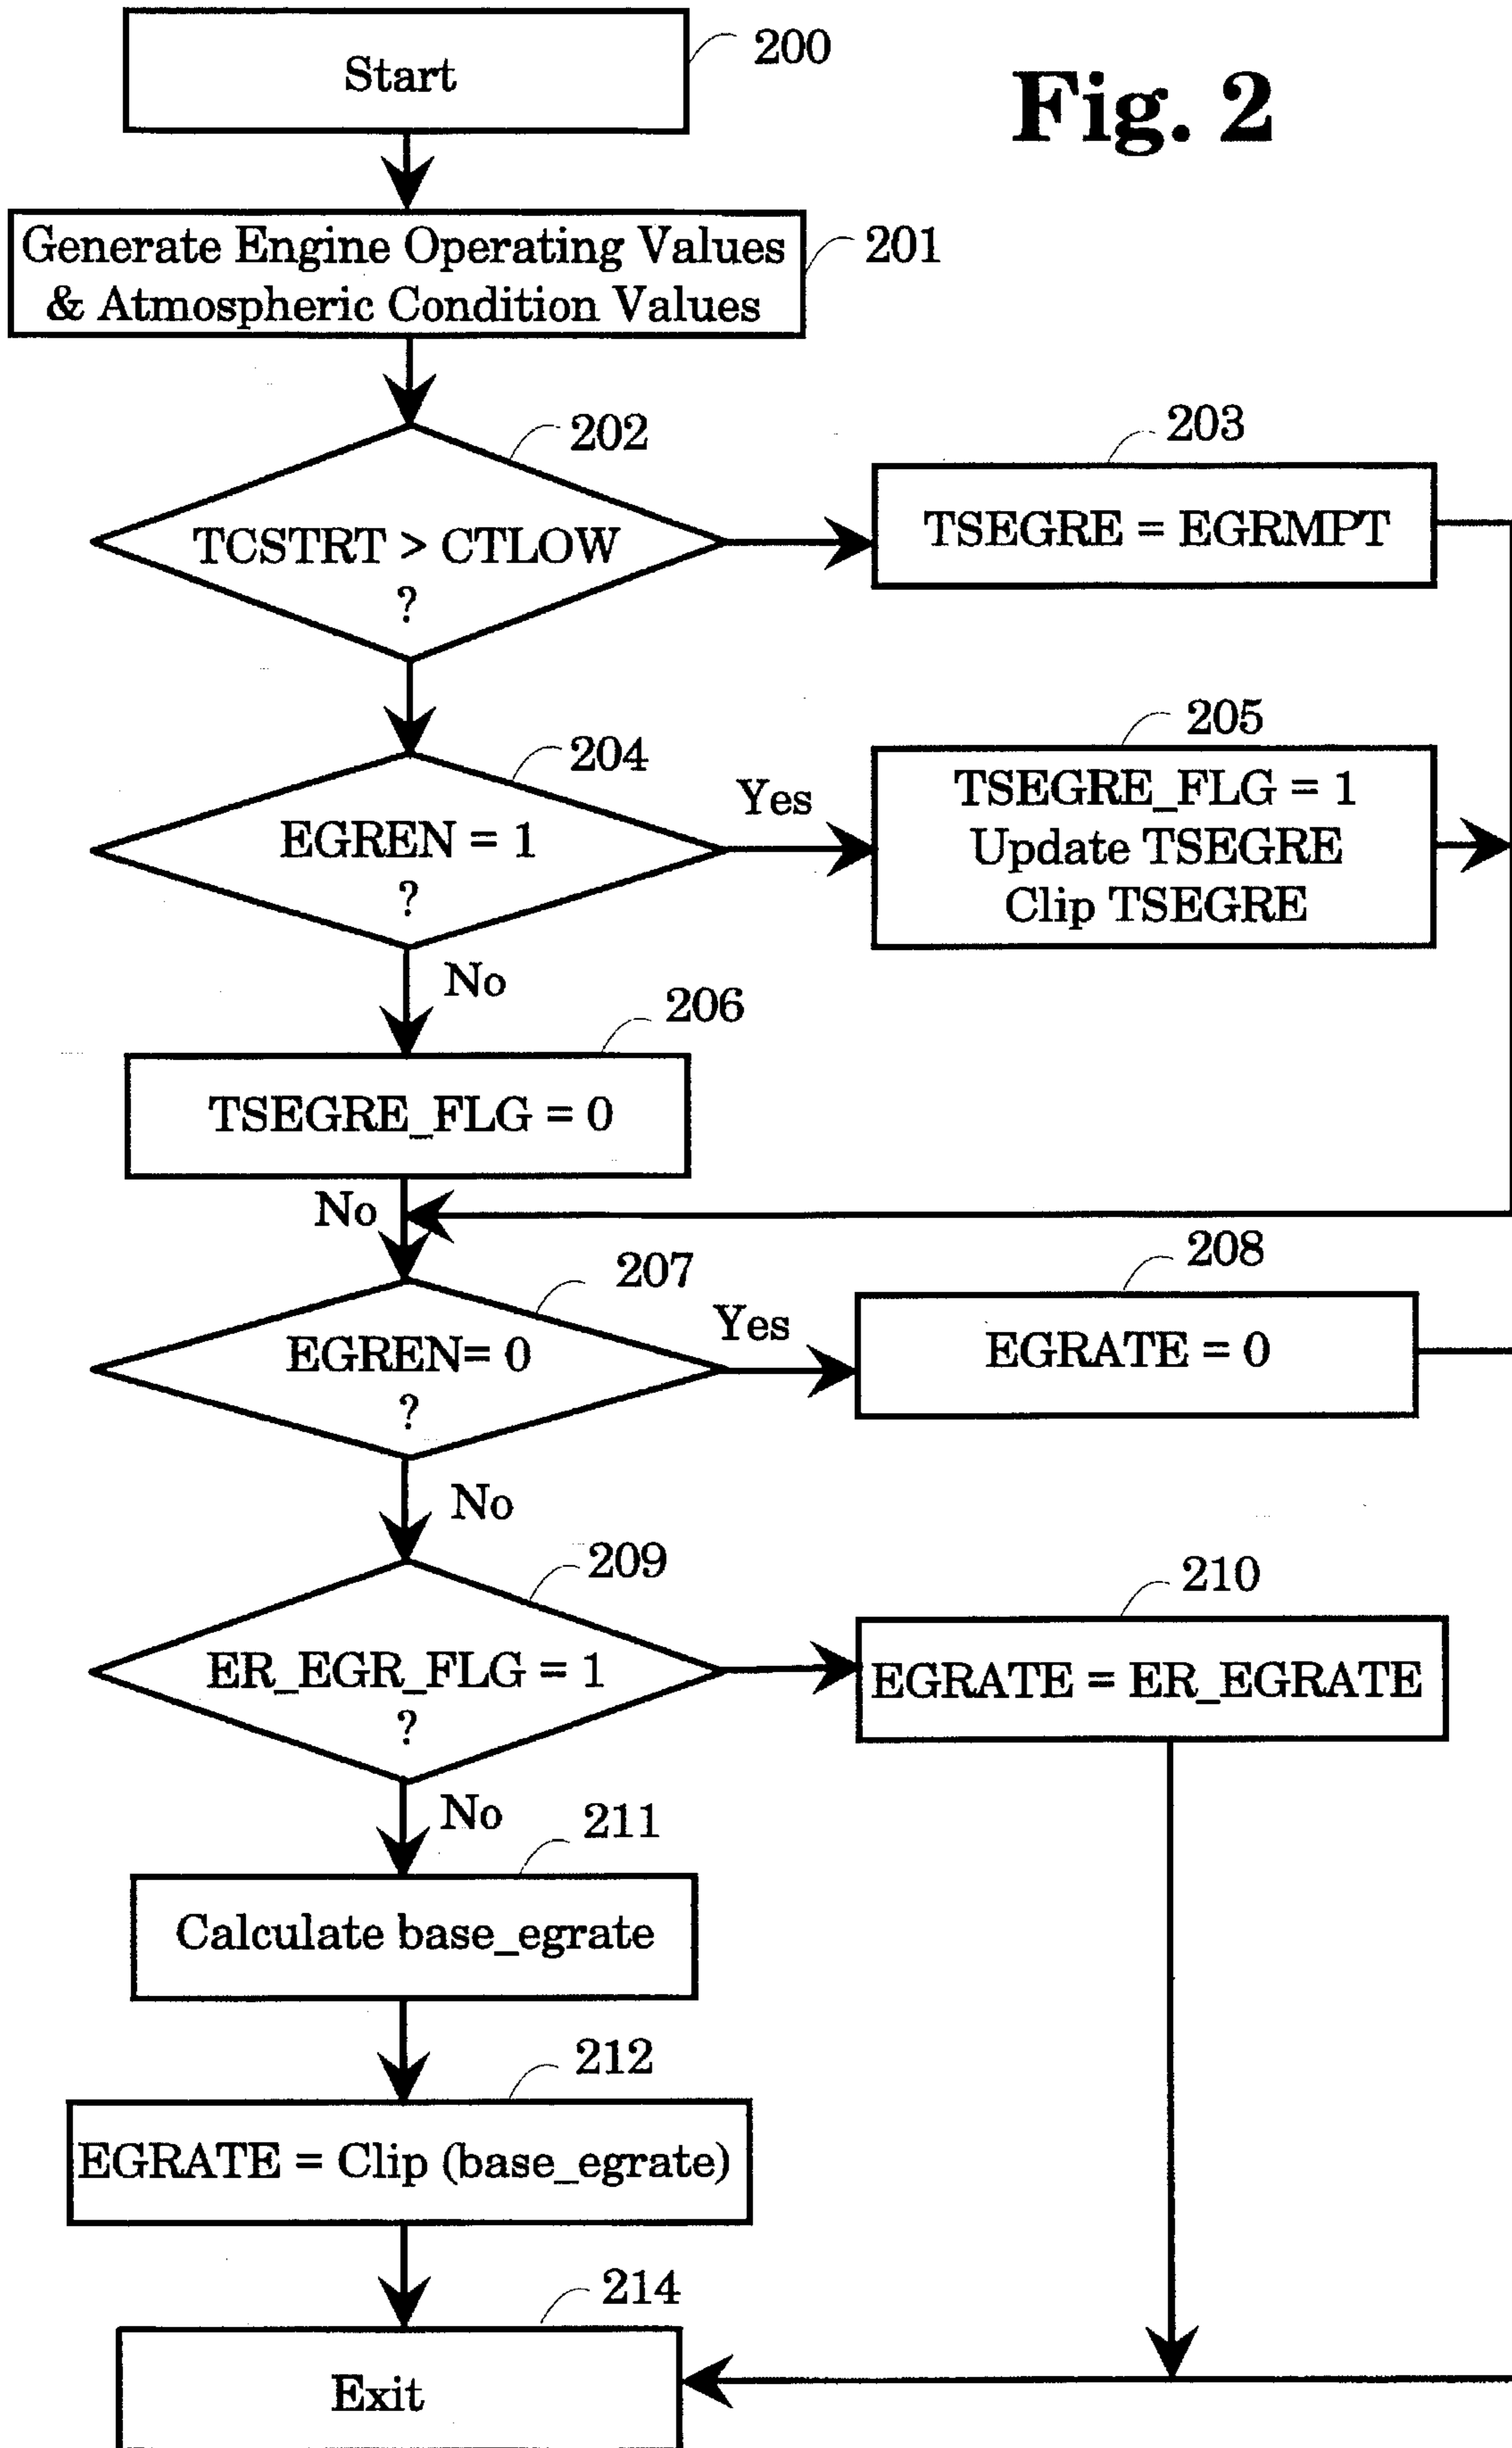 Start
200
Fig. 2
Generate Engine Operating Values
& Atmospheric Condition Values
201
202
TCSTRT > CTLOW
?
203
TSEGRE = EGRMPT
204
EGREN = 1
?
Yes
205
TSEGRE_FLG = 1
Update TSEGRE
Clip TSEGRE
No
206
TSEGRE_FLG = 0
No
207
EGREN= 0
?
Yes
208
EGRATE = 0
No
209
ER_EGR_FLG = 1
?
210
EGRATE = ER_EGRATE
No
211
Calculate base_egrate
212
EGRATE = Clip (base_egrate)
214
Exit